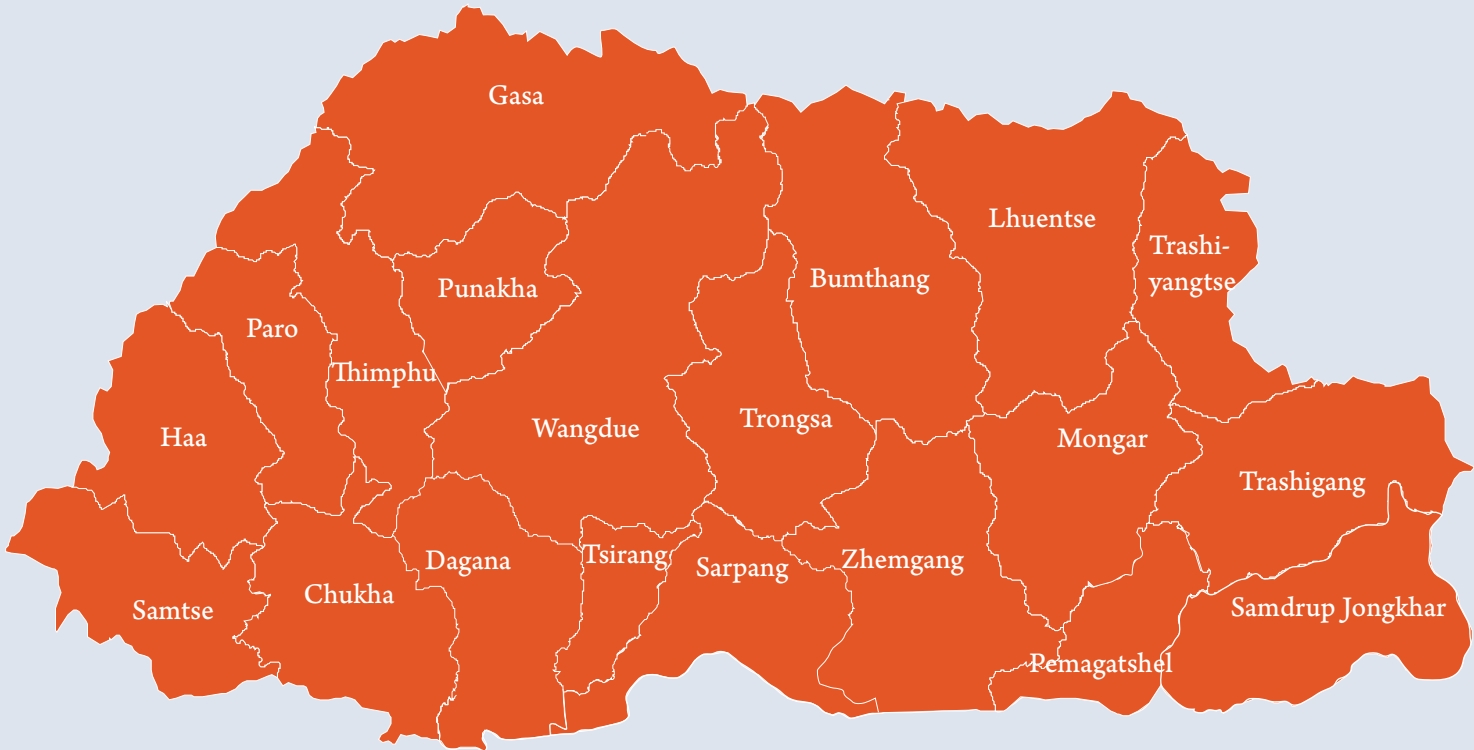 Gasa
Lhuentse
Trashi-
yangtse
Punakha
Bumthang
Paro
Thimphu
Haa
Wangdue
Trongsa
Mongar
Trashigang
Dagana
Tsirang
Sarpang
Zhemgang
Chukha
Samtse
Samdrup Jongkhar
Pemagatshel